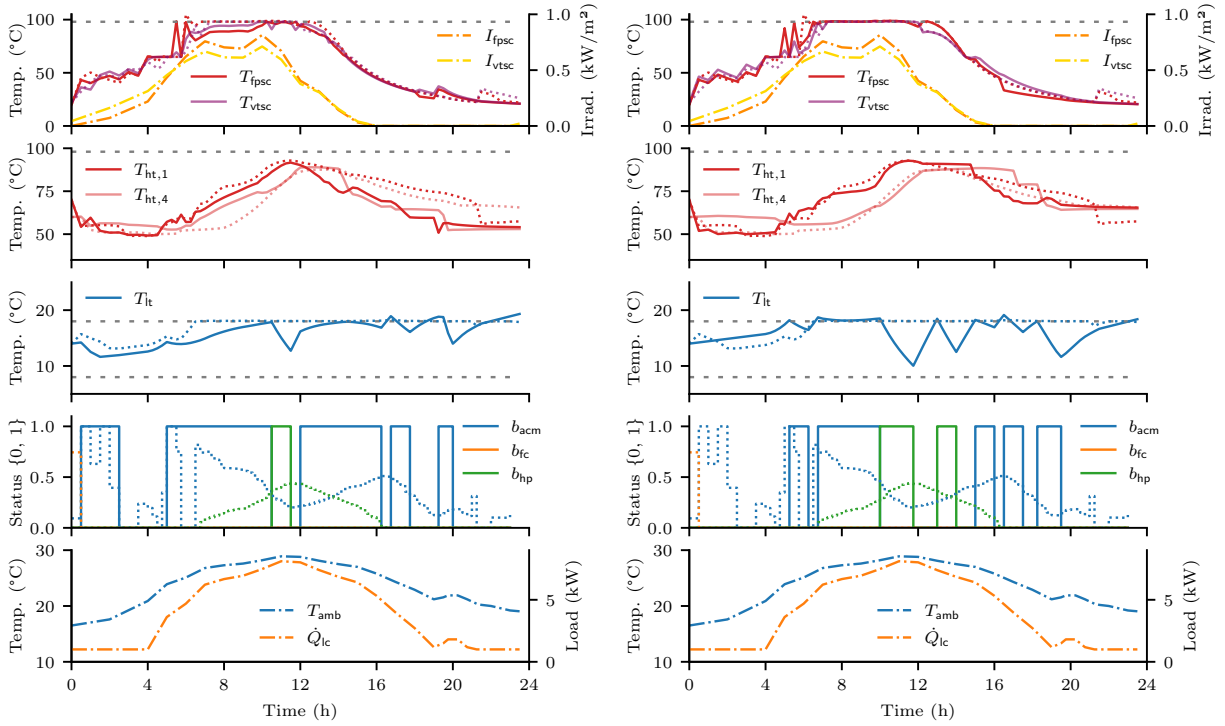 100
50
0
Temp. (°C)
I_fpsc
I_vtsc
T_fpsc
T_vtsc
1.0
0.5
0.0
Irrad. (kW/m²)
100
75
50
Temp. (°C)
T_ht,1
T_ht,4
20
10
Temp. (°C)
T_lt
1.0
0.5
0.0
Status {0, 1}
b_acm
b_fc
b_hp
30
20
10
Temp. (°C)
T_amb
Q̇_lc
5
0
Load (kW)
0 4 8 12 16 20 24
Time (h)
100
50
0
Temp. (°C)
I_fpsc
I_vtsc
T_fpsc
T_vtsc
1.0
0.5
0.0
Irrad. (kW/m²)
100
75
50
Temp. (°C)
T_ht,1
T_ht,4
20
10
Temp. (°C)
T_lt
1.0
0.5
0.0
Status {0, 1}
b_acm
b_fc
b_hp
30
20
10
Temp. (°C)
T_amb
Q̇_lc
5
0
Load (kW)
0 4 8 12 16 20 24
Time (h)